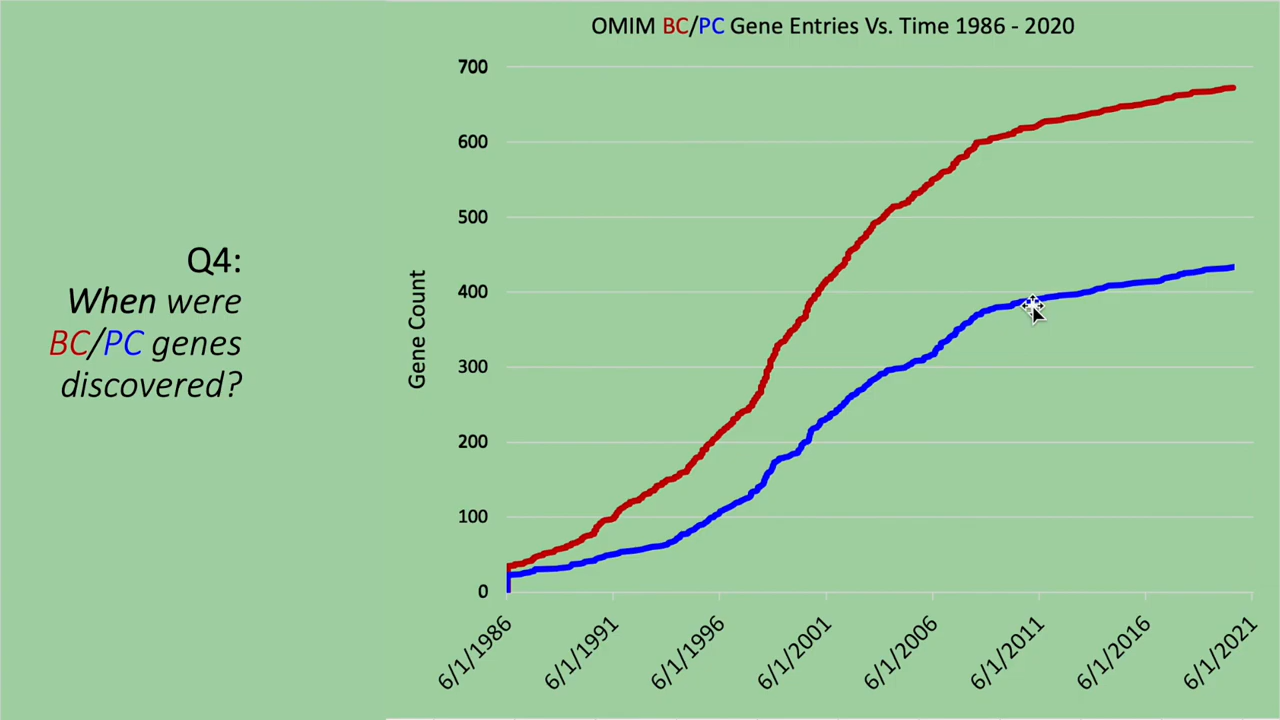 OMIM BC/PC Gene Entries Vs. Time 1986 - 2020
Q4:
When were
BC/PC genes
discovered?
Gene Count
700
600
500
400
300
200
100
0
6/1/1986
6/1/1991
6/1/1996
6/1/2001
6/1/2006
6/1/2011
6/1/2016
6/1/2021